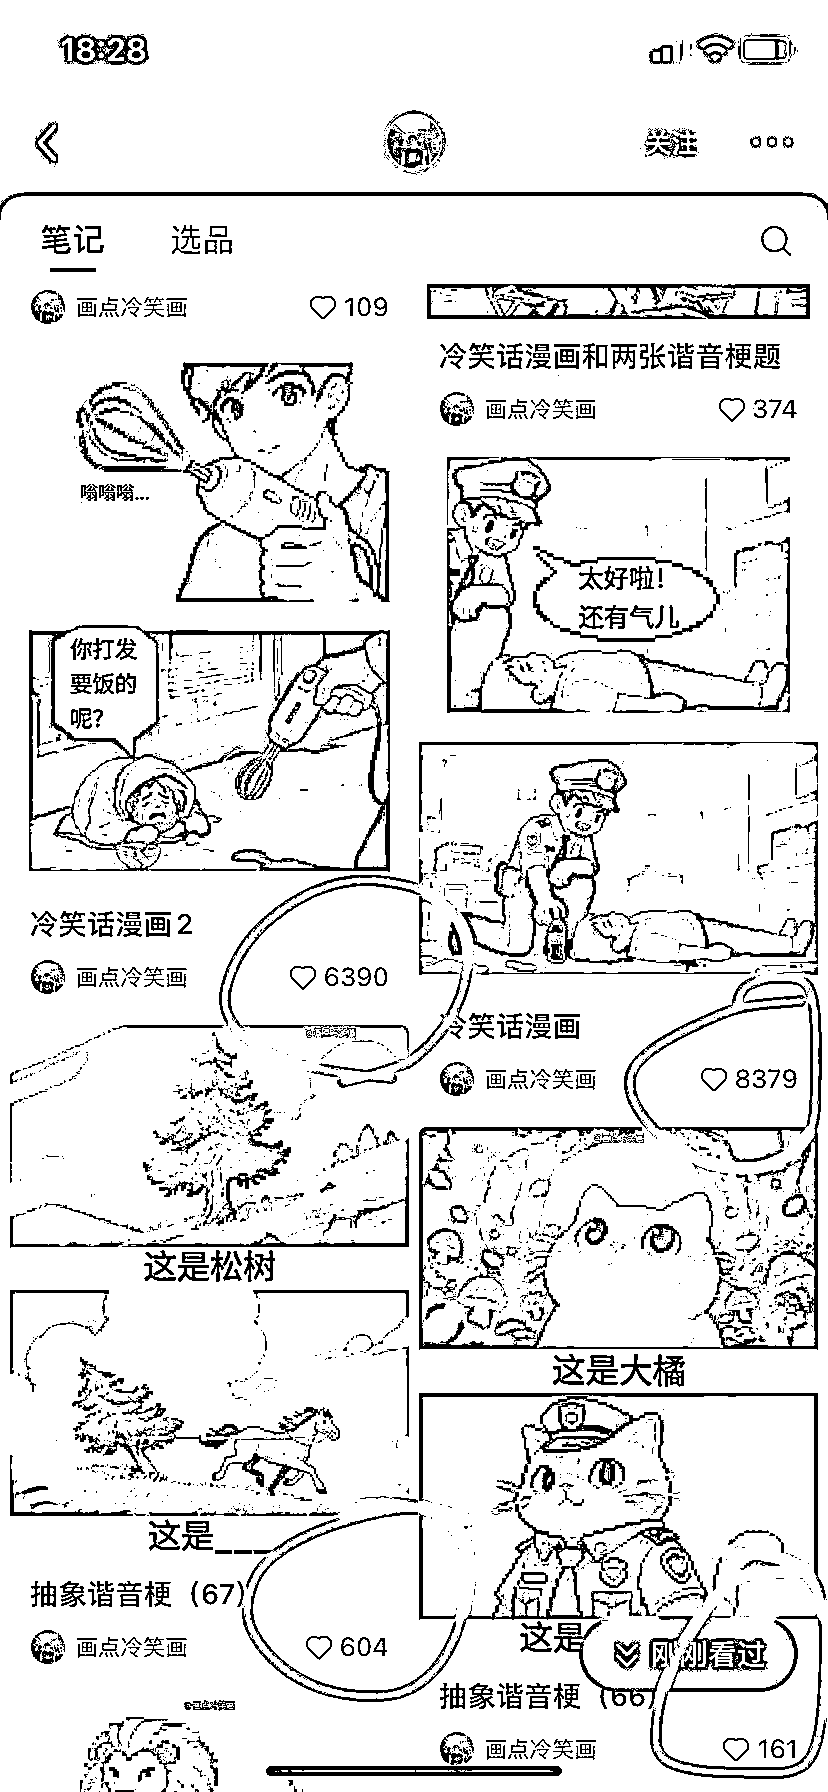 18:28
关注
笔记
选品
画点冷笑画
109
嗡嗡嗡...
你打发
要饭的
呢?
冷笑话漫画2
画点冷笑画
6390
这是松树
这是___
抽象谐音梗（67)
画点冷笑画
604
冷笑话漫画和两张谐音梗题
画点冷笑画
374
太好啦!
还有气儿
冷笑话漫画
画点冷笑画
8379
这是大橘
这是
刚刚看过
抽象谐音梗（66)
画点冷笑画
161